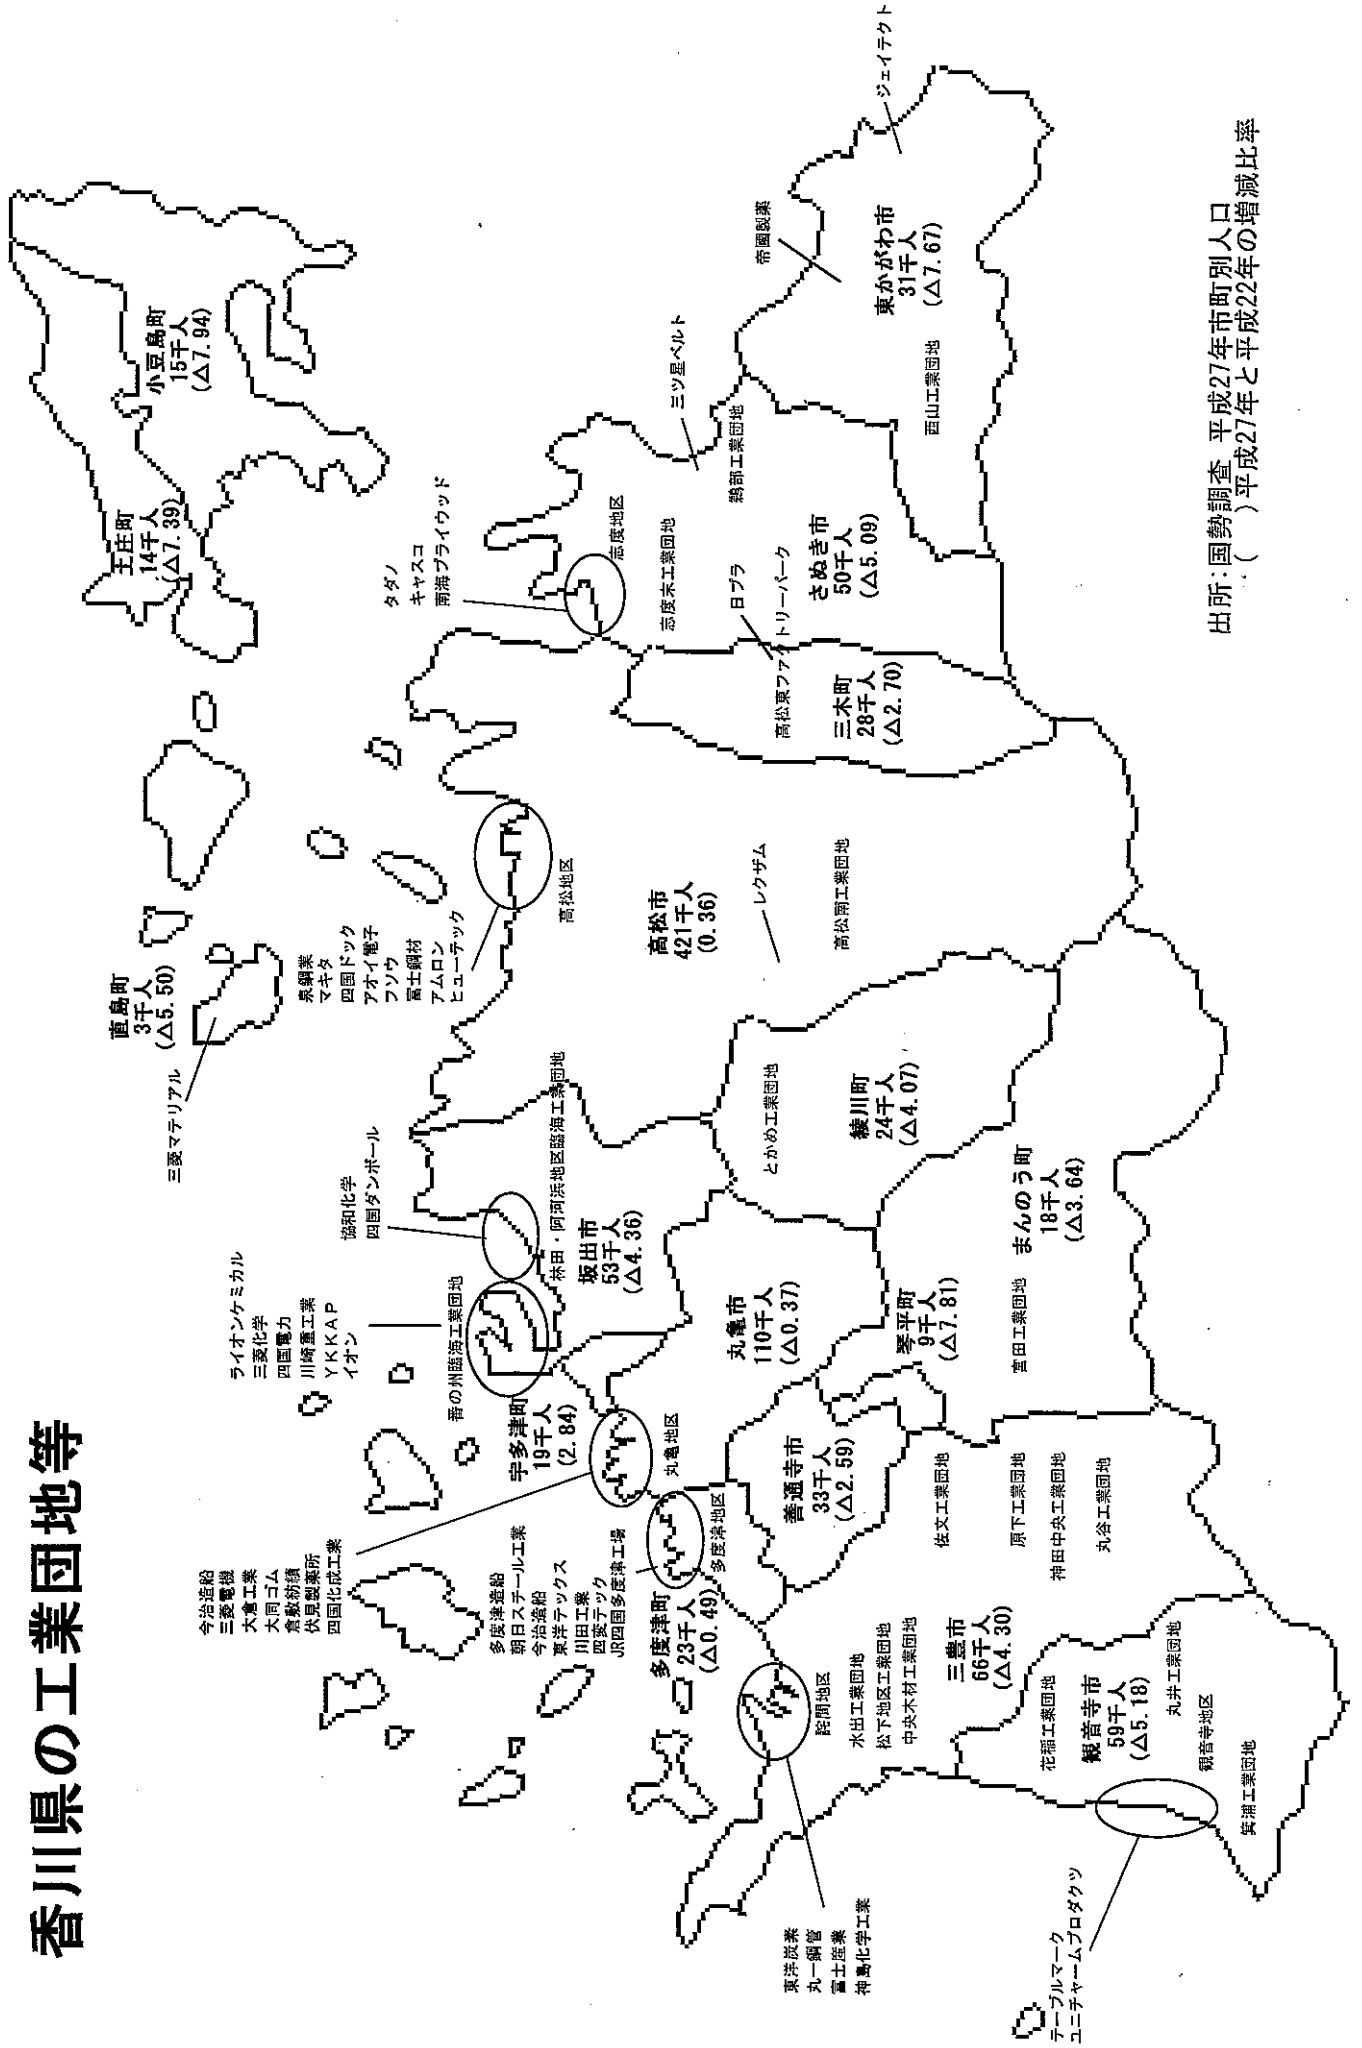 香川県の工業団地等
小豆島町
15千人
(△7.94)
土庄町
14千人
(△7.39)
直島町
3千人
(△5.50)
三菱マテリアル
タダノ
キャスコ
南海プライウッド
志度地区
泉鋼業
マキタ
四国ドック
アオイ電子
フソウ
富士鋼材
アムロン
ヒューテック
高松地区
協和化学
四国ダンボール
林田・阿河浜地区臨海工業団地
ライオンケミカル
三菱化学
四国電力
川崎重工業
YKKAP
イオン
番の州臨海工業団地
今治造船
三菱電機
大倉工業
大同ゴム
倉敷紡績
伏見製薬所
四国化成工業
丸亀地区
多度津造船
朝日スチール工業
今治造船
東洋テックス
川田工業
四変テック
JR四国多度津工場
多度津地区
東洋炭素
丸一鋼管
富士産業
神島化学工業
詫間地区
テーブルマーク
ユニチャームプロダクツ
観音寺地区
宇多津町
19千人
(2.84)
坂出市
53千人
(△4.36)
高松市
421千人
(0.36)
レクザム
高松南工業団地
志度末工業団地
三ツ星ベルト
鵜部工業団地
日プラ
高松東ファクトリーパーク
さぬき市
50千人
(△5.09)
三木町
28千人
(△2.70)
帝國製薬
ジェイテクト
東かがわ市
31千人
(△7.67)
西山工業団地
とかめ工業団地
綾川町
24千人
(△4.07)
丸亀市
110千人
(△0.37)
多度津町
23千人
(△0.49)
善通寺市
33千人
(△2.59)
琴平町
9千人
(△7.81)
まんのう町
18千人
(△3.64)
宮田工業団地
佐文工業団地
原下工業団地
神田中央工業団地
丸谷工業団地
水出工業団地
松下地区工業団地
中央木材工業団地
三豊市
66千人
(△4.30)
花稲工業団地
観音寺市
59千人
(△5.18)
丸井工業団地
箕浦工業団地
出所:国勢調査 平成27年市町別人口
( )平成27年と平成22年の増減比率